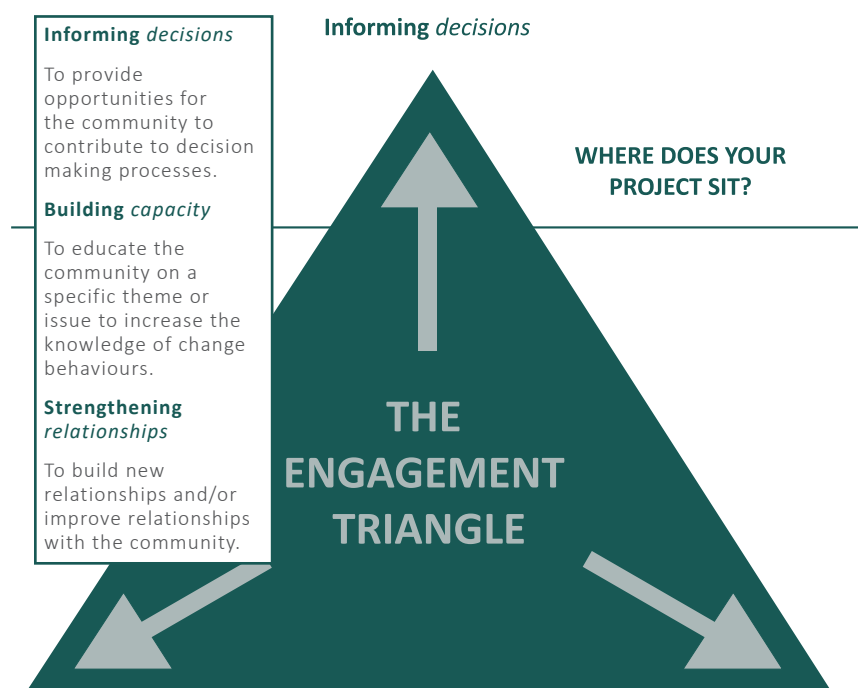 Informing decisions
To provide
opportunities for
the community to
contribute to decision
making processes.
Building capacity
To educate the
community on a
specific theme or
issue to increase the
knowledge of change
behaviours.
Strengthening
relationships
To build new
relationships and/or
improve relationships
with the community.
Informing decisions
WHERE DOES YOUR
PROJECT SIT?
THE
ENGAGEMENT
TRIANGLE